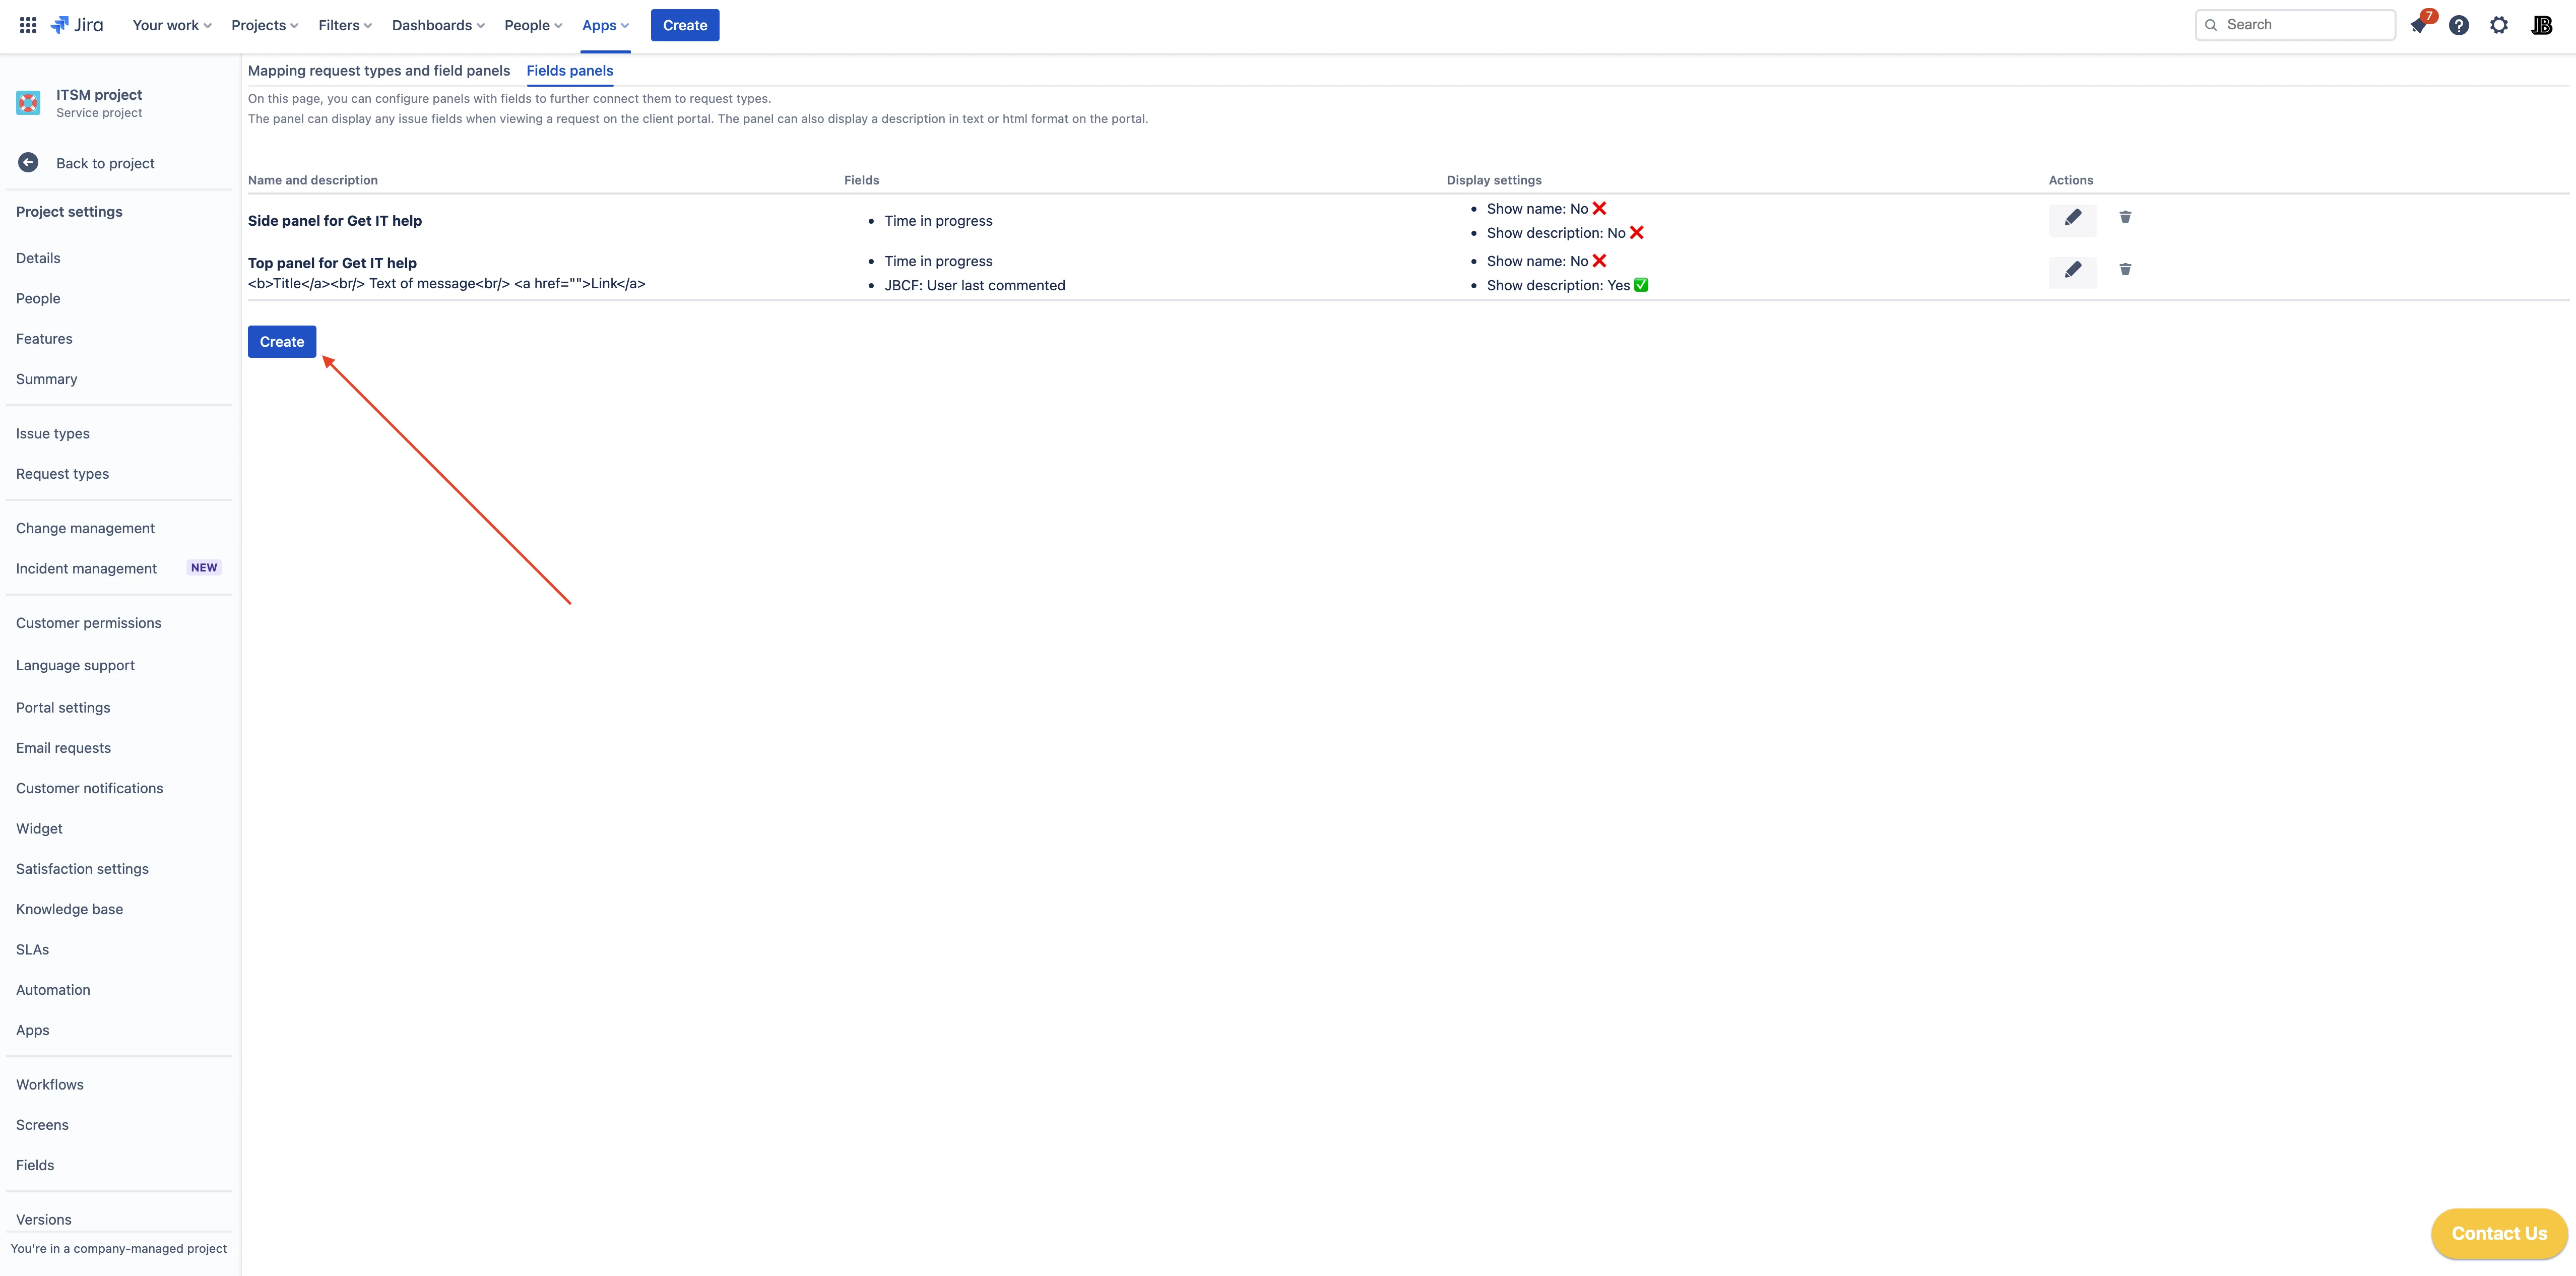 Jira
Your work
Projects
Filters
Dashboards
People
Apps
Create
Search
7
JB
ITSM project
Service project
Back to project
Project settings
Details
People
Features
Summary
Issue types
Request types
Change management
Incident management NEW
Customer permissions
Language support
Portal settings
Email requests
Customer notifications
Widget
Satisfaction settings
Knowledge base
SLAs
Automation
Apps
Workflows
Screens
Fields
Versions
You're in a company-managed project
Mapping request types and field panels
Fields panels
On this page, you can configure panels with fields to further connect them to request types.
The panel can display any issue fields when viewing a request on the client portal. The panel can also display a description in text or html format on the portal.
Name and description
Fields
Display settings
Actions
Side panel for Get IT help
Time in progress
Show name: No ❌
Show description: No ❌
Top panel for Get IT help
<b>Title</a><br/> Text of message<br/> <a href="">Link</a>
Time in progress
JBCF: User last commented
Show name: No ❌
Show description: Yes ✅
Create
Contact Us